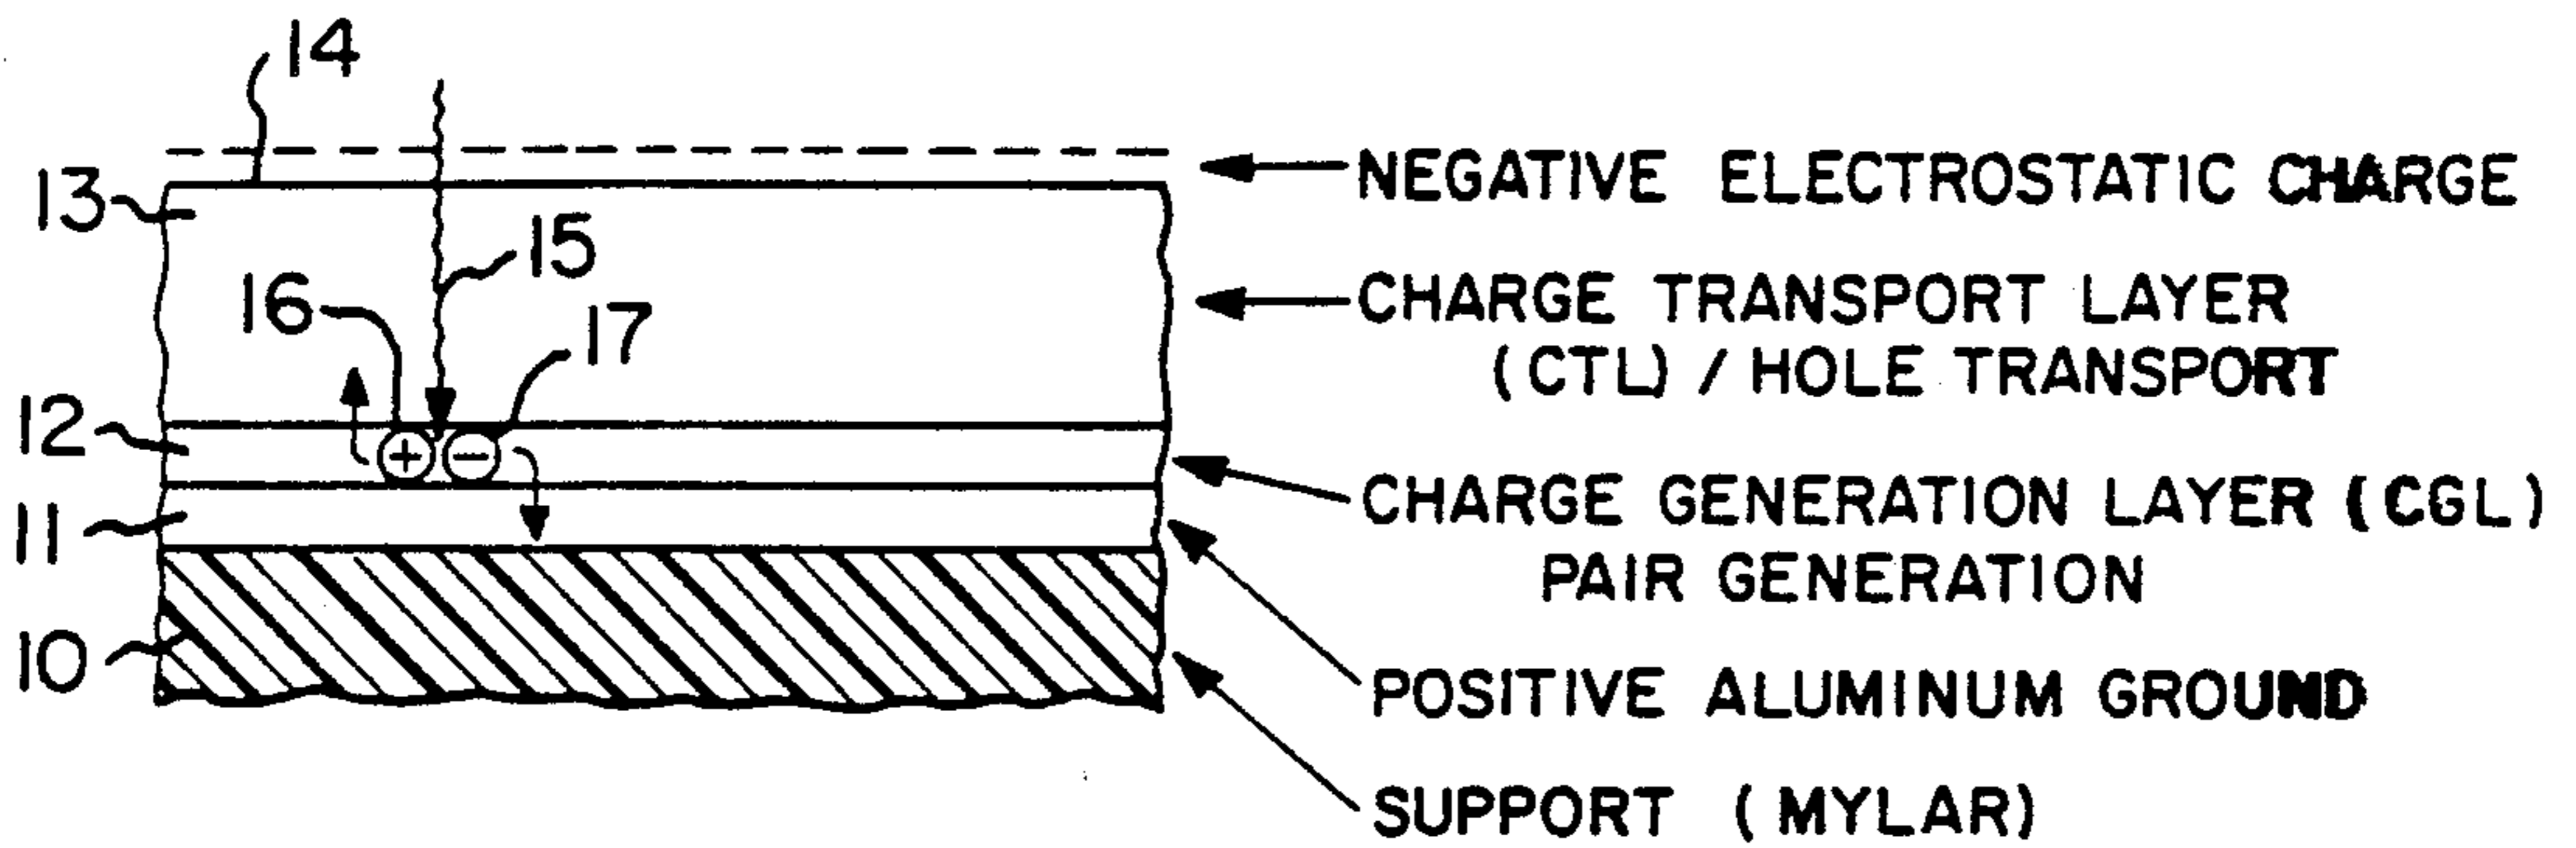 14
NEGATIVE ELECTROSTATIC CHARGE
13
15
CHARGE TRANSPORT LAYER
(CTL) / HOLE TRANSPORT
16
17
12
+ −
CHARGE GENERATION LAYER (CGL)
PAIR GENERATION
11
10
POSITIVE ALUMINUM GROUND
SUPPORT (MYLAR)